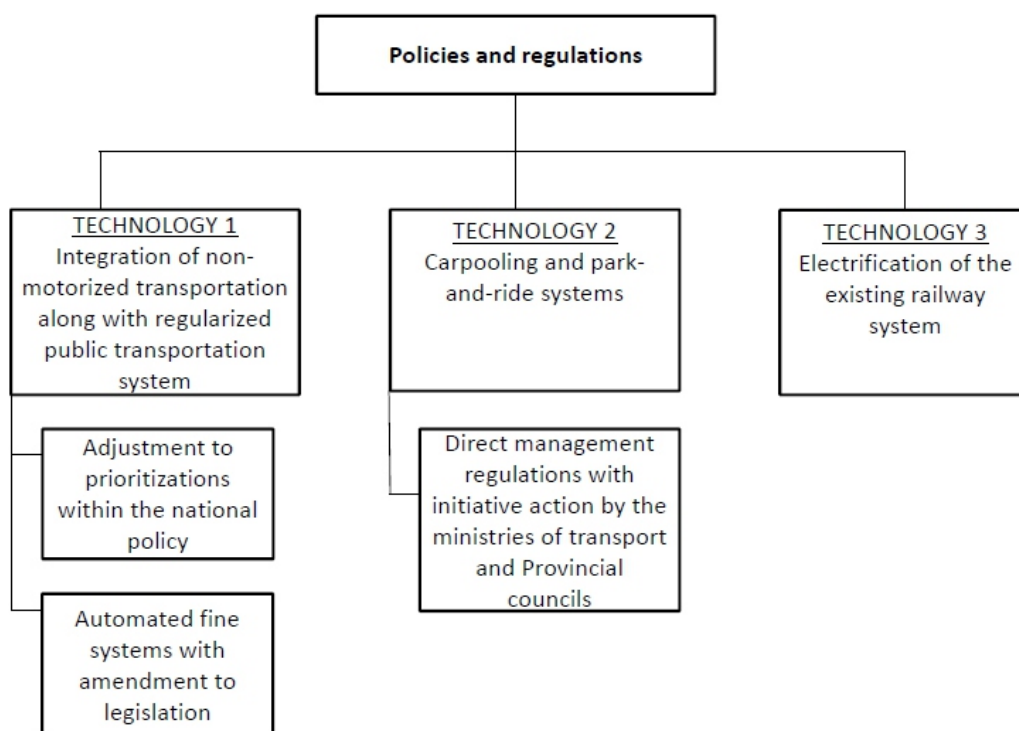 Policies and regulations
TECHNOLOGY 1
Integration of non-
motorized transportation
along with regularized
public transportation
system
Adjustment to
prioritizations
within the national
policy
Automated fine
systems with
amendment to
legislation
TECHNOLOGY 2
Carpooling and park-
and-ride systems
Direct management
regulations with
initiative action by the
ministries of transport
and Provincial
councils
TECHNOLOGY 3
Electrification of the
existing railway
system